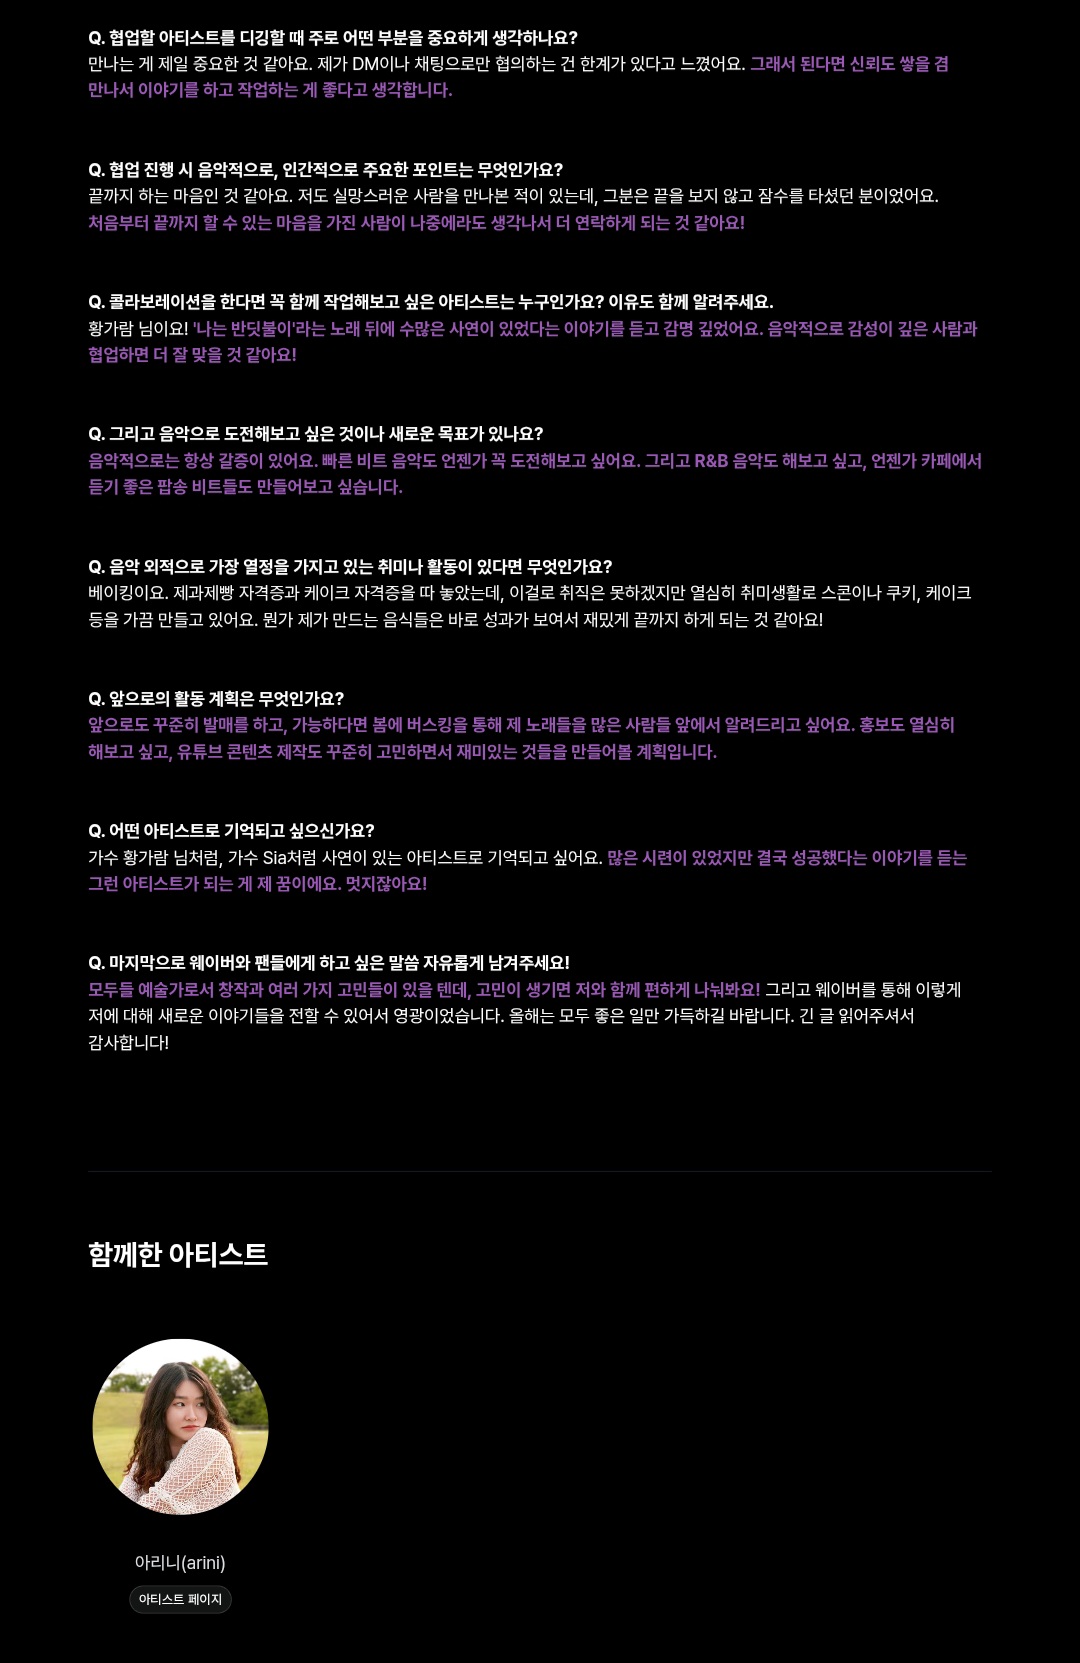 Q. 협업할 아티스트를 디깅할 때 주로 어떤 부분을 중요하게 생각하나요?
만나는 게 제일 중요한 것 같아요. 제가 DM이나 채팅으로만 협의하는 건 한계가 있다고 느꼈어요. 그래서 된다면 신뢰도 쌓을 겸
만나서 이야기를 하고 작업하는 게 좋다고 생각합니다.
Q. 협업 진행 시 음악적으로, 인간적으로 주요한 포인트는 무엇인가요?
끝까지 하는 마음인 것 같아요. 저도 실망스러운 사람을 만나본 적이 있는데, 그분은 끝을 보지 않고 잠수를 타셨던 분이었어요.
처음부터 끝까지 할 수 있는 마음을 가진 사람이 나중에라도 생각나서 더 연락하게 되는 것 같아요!
Q. 콜라보레이션을 한다면 꼭 함께 작업해보고 싶은 아티스트는 누구인가요? 이유도 함께 알려주세요.
황가람 님이요! '나는 반딧불이'라는 노래 뒤에 수많은 사연이 있었다는 이야기를 듣고 감명 깊었어요. 음악적으로 감성이 깊은 사람과
협업하면 더 잘 맞을 것 같아요!
Q. 그리고 음악으로 도전해보고 싶은 것이나 새로운 목표가 있나요?
음악적으로는 항상 갈증이 있어요. 빠른 비트 음악도 언젠가 꼭 도전해보고 싶어요. 그리고 R&B 음악도 해보고 싶고, 언젠가 카페에서
듣기 좋은 팝송 비트들도 만들어보고 싶습니다.
Q. 음악 외적으로 가장 열정을 가지고 있는 취미나 활동이 있다면 무엇인가요?
베이킹이요. 제과제빵 자격증과 케이크 자격증을 따 놓았는데, 이걸로 취직은 못하겠지만 열심히 취미생활로 스콘이나 쿠키, 케이크
등을 가끔 만들고 있어요. 뭔가 제가 만드는 음식들은 바로 성과가 보여서 재밌게 끝까지 하게 되는 것 같아요!
Q. 앞으로의 활동 계획은 무엇인가요?
앞으로도 꾸준히 발매를 하고, 가능하다면 봄에 버스킹을 통해 제 노래들을 많은 사람들 앞에서 알려드리고 싶어요. 홍보도 열심히
해보고 싶고, 유튜브 콘텐츠 제작도 꾸준히 고민하면서 재미있는 것들을 만들어볼 계획입니다.
Q. 어떤 아티스트로 기억되고 싶으신가요?
가수 황가람 님처럼, 가수 Sia처럼 사연이 있는 아티스트로 기억되고 싶어요. 많은 시련이 있었지만 결국 성공했다는 이야기를 듣는
그런 아티스트가 되는 게 제 꿈이에요. 멋지잖아요!
Q. 마지막으로 웨이버와 팬들에게 하고 싶은 말씀 자유롭게 남겨주세요!
모두들 예술가로서 창작과 여러 가지 고민들이 있을 텐데, 고민이 생기면 저와 함께 편하게 나눠봐요! 그리고 웨이버를 통해 이렇게
저에 대해 새로운 이야기들을 전할 수 있어서 영광이었습니다. 올해는 모두 좋은 일만 가득하길 바랍니다. 긴 글 읽어주셔서
감사합니다!
함께한 아티스트
아리니(arini)
아티스트 페이지